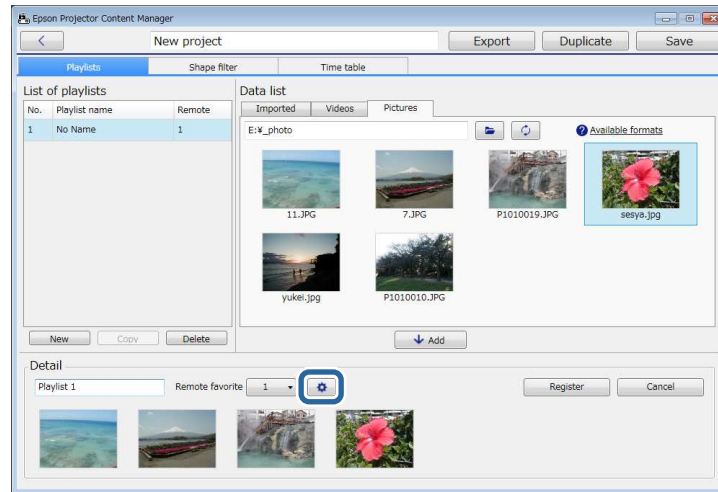 Epson Projector Content Manager
New project Export Duplicate Save
Playlists Shape filter Time table
List of playlists
No. Playlist name Remote
1 No Name 1
New Copy Delete
Data list
Imported Videos Pictures
E:¥_photo ? Available formats
11.JPG 7.JPG P1010019.JPG sesya.jpg
yukei.jpg P1010010.JPG
Add
Detail
Playlist 1 Remote favorite 1 Register Cancel